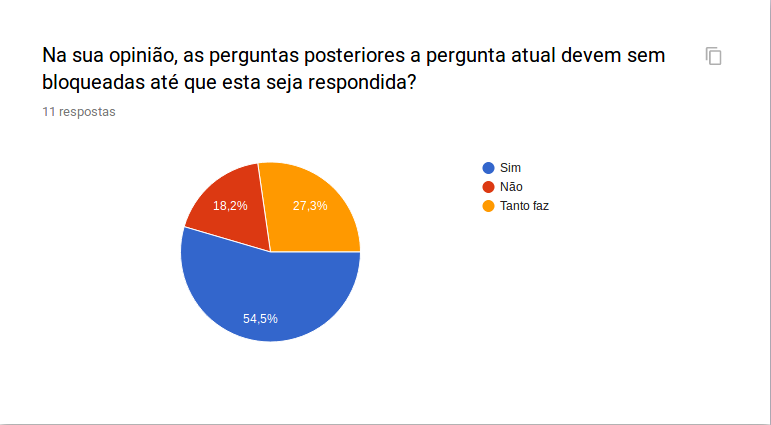 Na sua opinião, as perguntas posteriores a pergunta atual devem sem
bloqueadas até que esta seja respondida?
11 respostas
Sim
Não
Tanto faz
18,2%
27,3%
54,5%